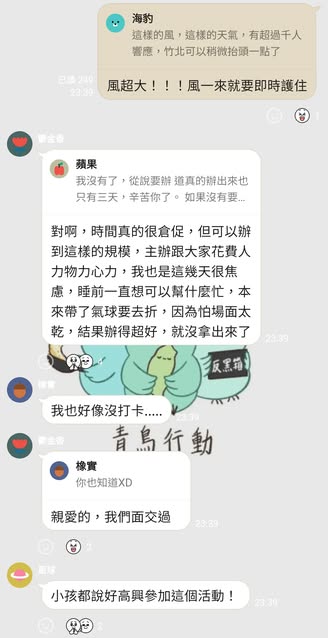 海豹
這樣的風，這樣的天氣，有超過千人
響應，竹北可以稍微抬頭一點了
已讀 249
23:39
風超大！！！風一來就要即時護住
1
鬱金香
蘋果
我沒有了，從說要辦 道真的辦出來也
只有三天，辛苦你了。 如果沒有要...
對啊，時間真的很倉促，但可以辦
到這樣的規模，主辦跟大家花費人
力物力心力，我也是這幾天很焦
慮，睡前一直想可以幫什麼忙，本
來帶了氣球要去折，因為怕場面太
乾，結果辦得超好，就沒拿出來了
23:39
反黑箱
橡實
我也好像沒打卡.....
23:39
青鳥行動
鬱金香
橡實
你也知道XD
親愛的，我們面交過
23:39
2
小孩都說好高興參加這個活動！
23:39
2